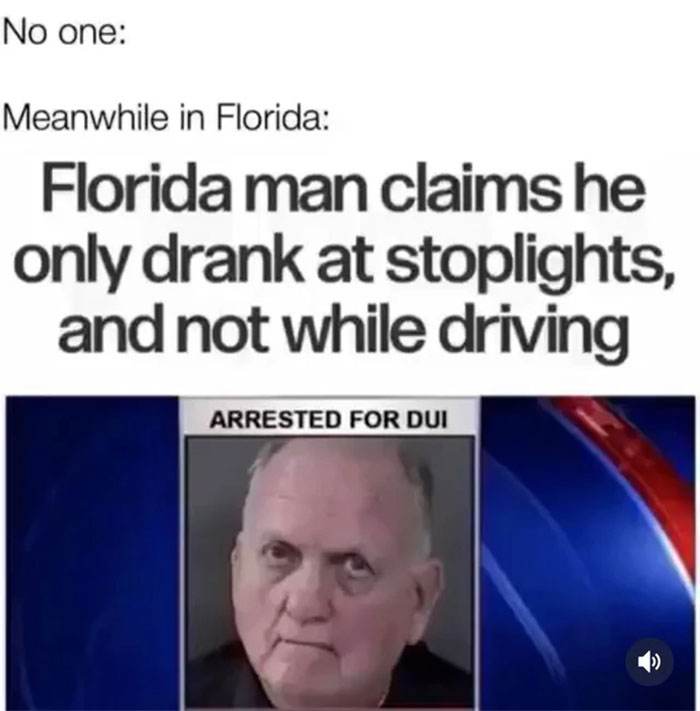 No one:
Meanwhile in Florida:
Florida man claims he
only drank at stoplights,
and not while driving
ARRESTED FOR DUI